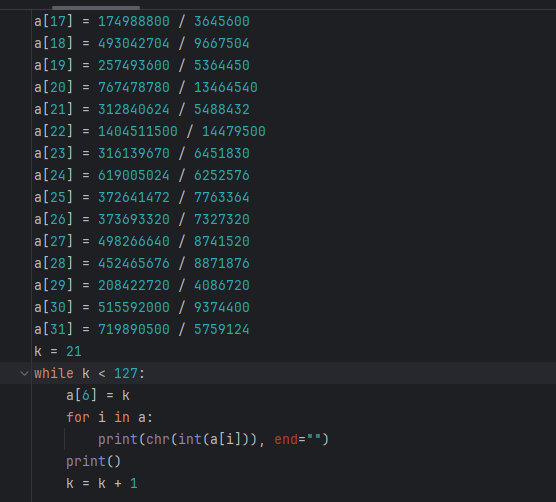 a[17] = 174988800 / 3645600
a[18] = 493042704 / 9667504
a[19] = 257493600 / 5364450
a[20] = 767478780 / 13464540
a[21] = 312840624 / 5488432
a[22] = 1404511500 / 14479500
a[23] = 316139670 / 6451830
a[24] = 619005024 / 6252576
a[25] = 372641472 / 7763364
a[26] = 373693320 / 7327320
a[27] = 498266640 / 8741520
a[28] = 452465676 / 8871876
a[29] = 208422720 / 4086720
a[30] = 515592000 / 9374400
a[31] = 719890500 / 5759124
k = 21
while k < 127:
    a[6] = k
    for i in a:
        print(chr(int(a[i])), end="")
    print()
    k = k + 1